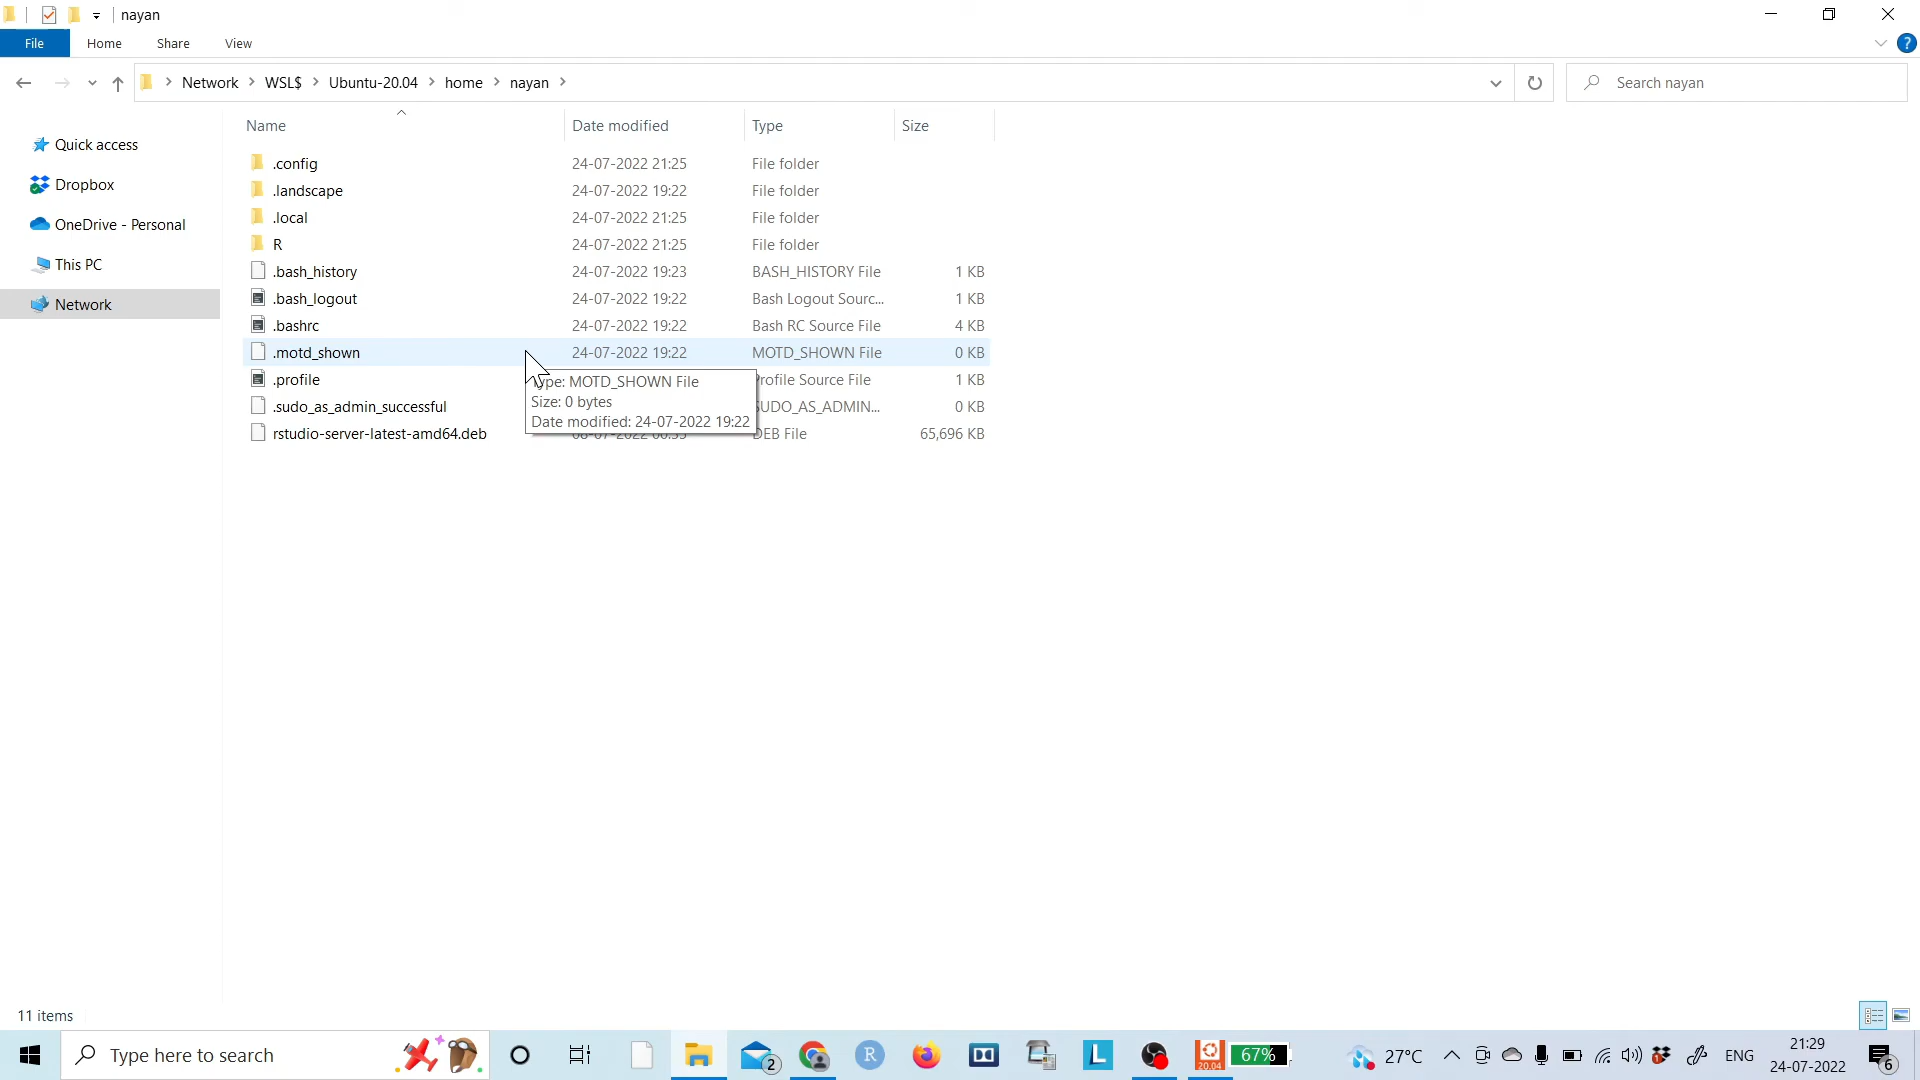 nayan
File Home Share View
Network WSL$ Ubuntu-20.04 home nayan
Search nayan
Quick access
Dropbox
OneDrive - Personal
This PC
Network
Name Date modified Type Size
.config 24-07-2022 21:25 File folder
.landscape 24-07-2022 19:22 File folder
.local 24-07-2022 21:25 File folder
R 24-07-2022 21:25 File folder
.bash_history 24-07-2022 19:23 BASH_HISTORY File 1 KB
.bash_logout 24-07-2022 19:22 Bash Logout Sourc... 1 KB
.bashrc 24-07-2022 19:22 Bash RC Source File 4 KB
.motd_shown 24-07-2022 19:22 MOTD_SHOWN File 0 KB
.profile Profile Source File 1 KB
.sudo_as_admin_successful SUDO_AS_ADMIN... 0 KB
rstudio-server-latest-amd64.deb DEB File 65,696 KB
Type: MOTD_SHOWN File
Size: 0 bytes
Date modified: 24-07-2022 19:22
11 items
Type here to search
2
R
L
20.04
67%
27°C
ENG
21:29
24-07-2022
6